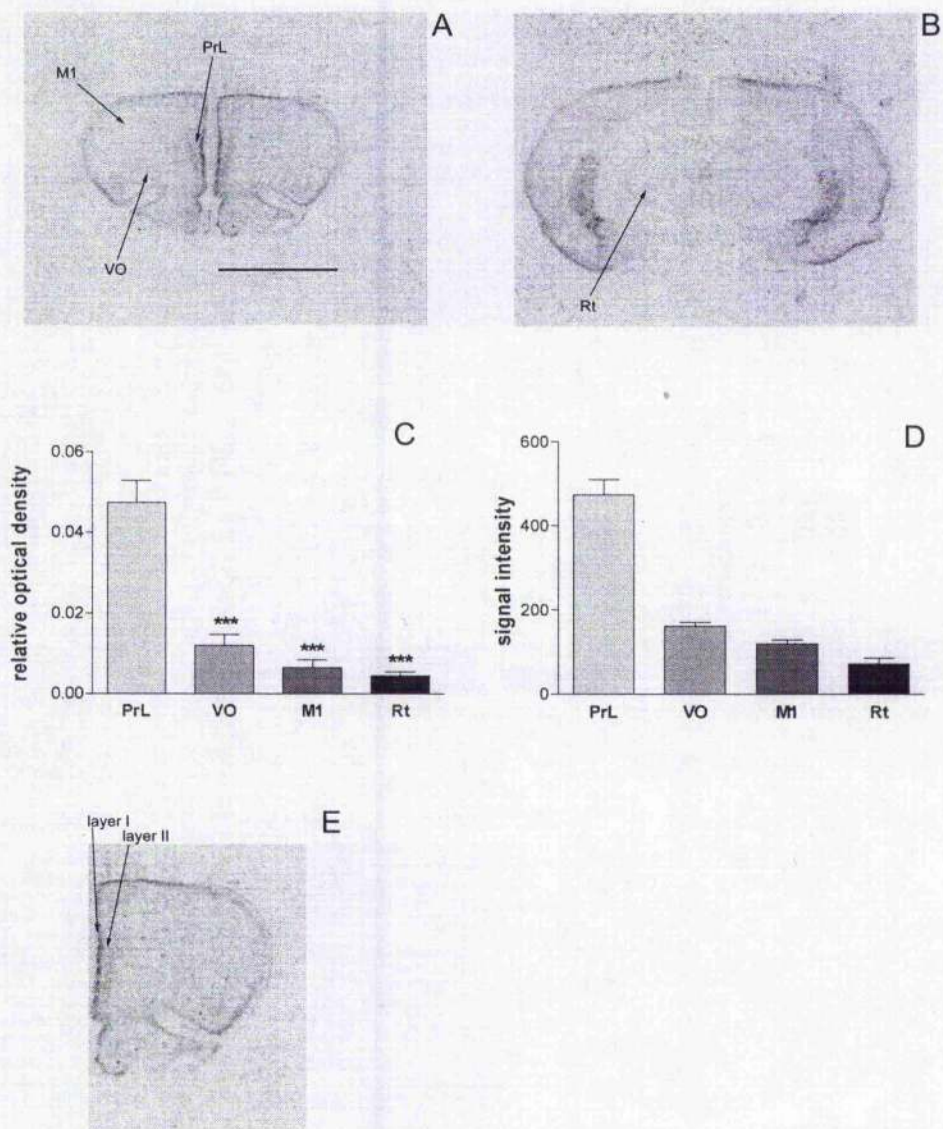 A
PrL
M1
VO
B
Rt
C
relative optical density
0.06
0.04
0.02
0.00
***
***
***
PrL VO M1 Rt
D
signal intensity
600
400
200
0
PrL VO M1 Rt
E
layer I
layer II